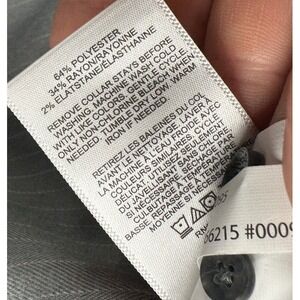 64% POLYESTER
34% RAYON/RAYONNE
2% ELASTANE/ÉLASTHANNE
REMOVE COLLAR STAYS BEFORE
WASHING. MACHINE WASH COLD
WITH LIKE COLORS, GENTLE CYCLE.
ONLY NON-CHLORINE BLEACH WHEN
NEEDED. TUMBLE DRY LOW. WARM
IRON IF NEEDED.
RETIREZ LES BALEINES DU COL
AVANT LE NETTOYAGE. LAVER À
LA MACHINE À L'EAU FROIDE AVEC
COULEURS SIMILAIRES, CYCLE
DÉLICAT. UTILISEZ SEULEMENT
DU JAVELLISANT SANS CHLORE
AU BESOIN. SÉCHAGE PAR
CULBUTAGE À TEMPÉRATURE
BASSE. REPASSAGE À TEMPÉRATURE
MOYENNE SI NÉCESSAIRE.
RN#
06215 #0009